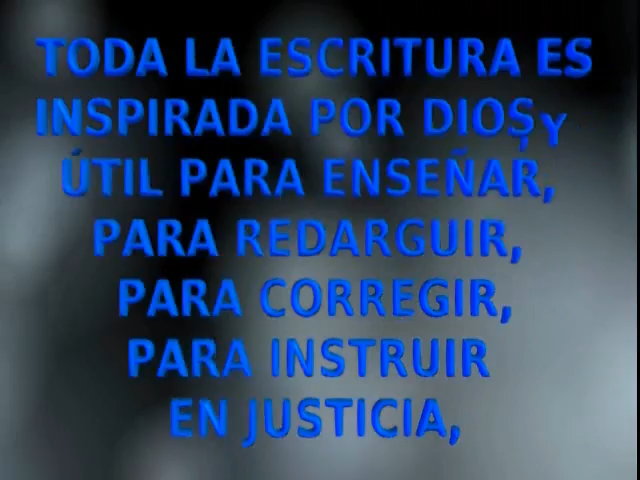 TODA LA ESCRITURA ES
INSPIRADA POR DIOS, Y
ÚTIL PARA ENSEÑAR,
PARA REDARGUIR,
PARA CORREGIR,
PARA INSTRUIR
EN JUSTICIA,